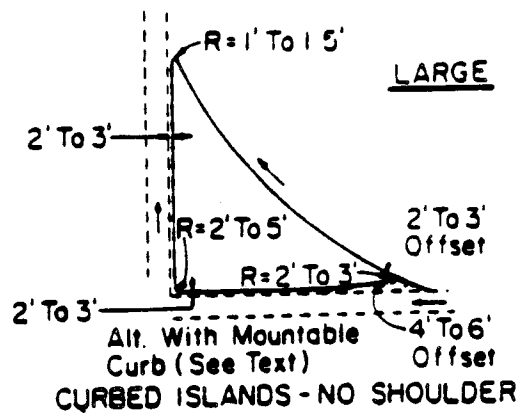 R=1' To 1.5'
LARGE
2' To 3'
R=2' To 5'
2' To 3'
Offset
R=2' To 3'
2' To 3'
4' To 6'
Offset
Alt. With Mountable
Curb (See Text)
CURBED ISLANDS - NO SHOULDER